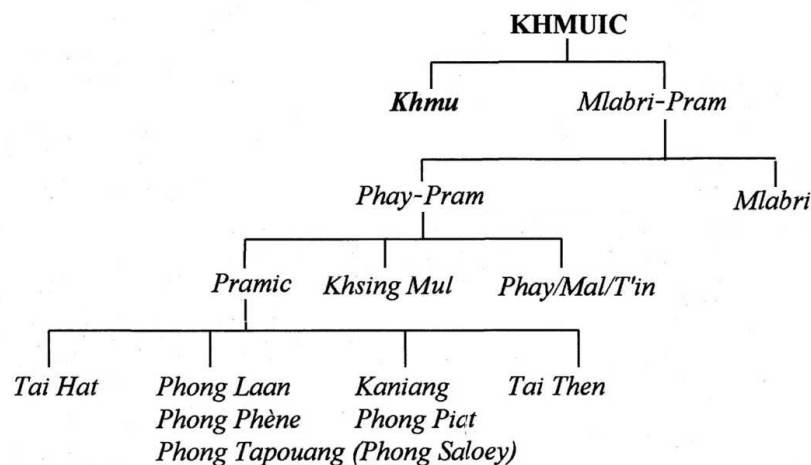 KHMUIC
Khmu Mlabri-Pram
Phay-Pram Mlabri
Pramic Khsing Mul Phay/Mal/T'in
Tai Hat Phong Laan Kaniang Tai Then
Phong Phène Phong Piat
Phong Tapouang (Phong Saloey)